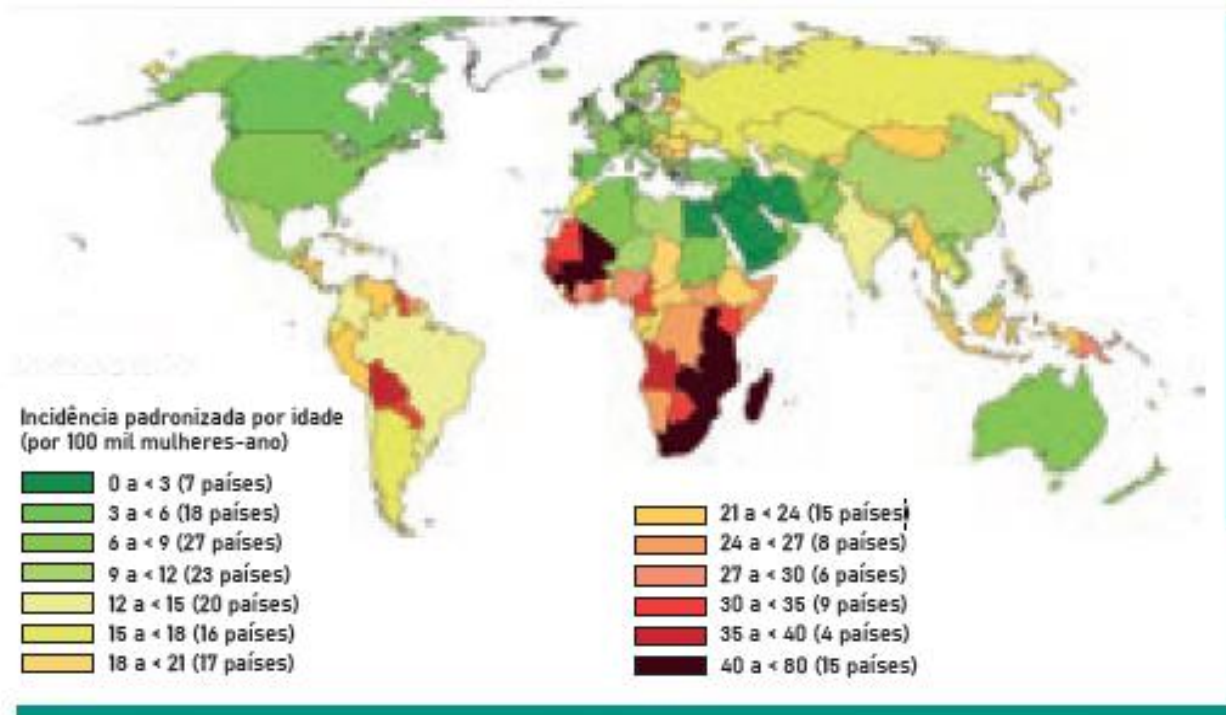 Incidência padronizada por idade
(por 100 mil mulheres-ano)
0 a < 3 (7 países)
3 a < 6 (18 países)
6 a < 9 (27 países)
9 a < 12 (23 países)
12 a < 15 (20 países)
15 a < 18 (16 países)
18 a < 21 (17 países)
21 a < 24 (15 países)
24 a < 27 (8 países)
27 a < 30 (6 países)
30 a < 35 (9 países)
35 a < 40 (4 países)
40 a < 80 (15 países)